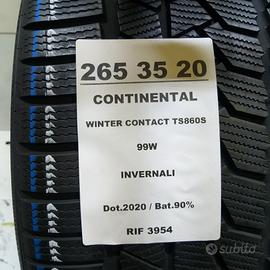 265 35 20
CONTINENTAL
WINTER CONTACT TS860S
99W
INVERNALI
Dot.2020 / Bat.90%
RIF 3954
subito